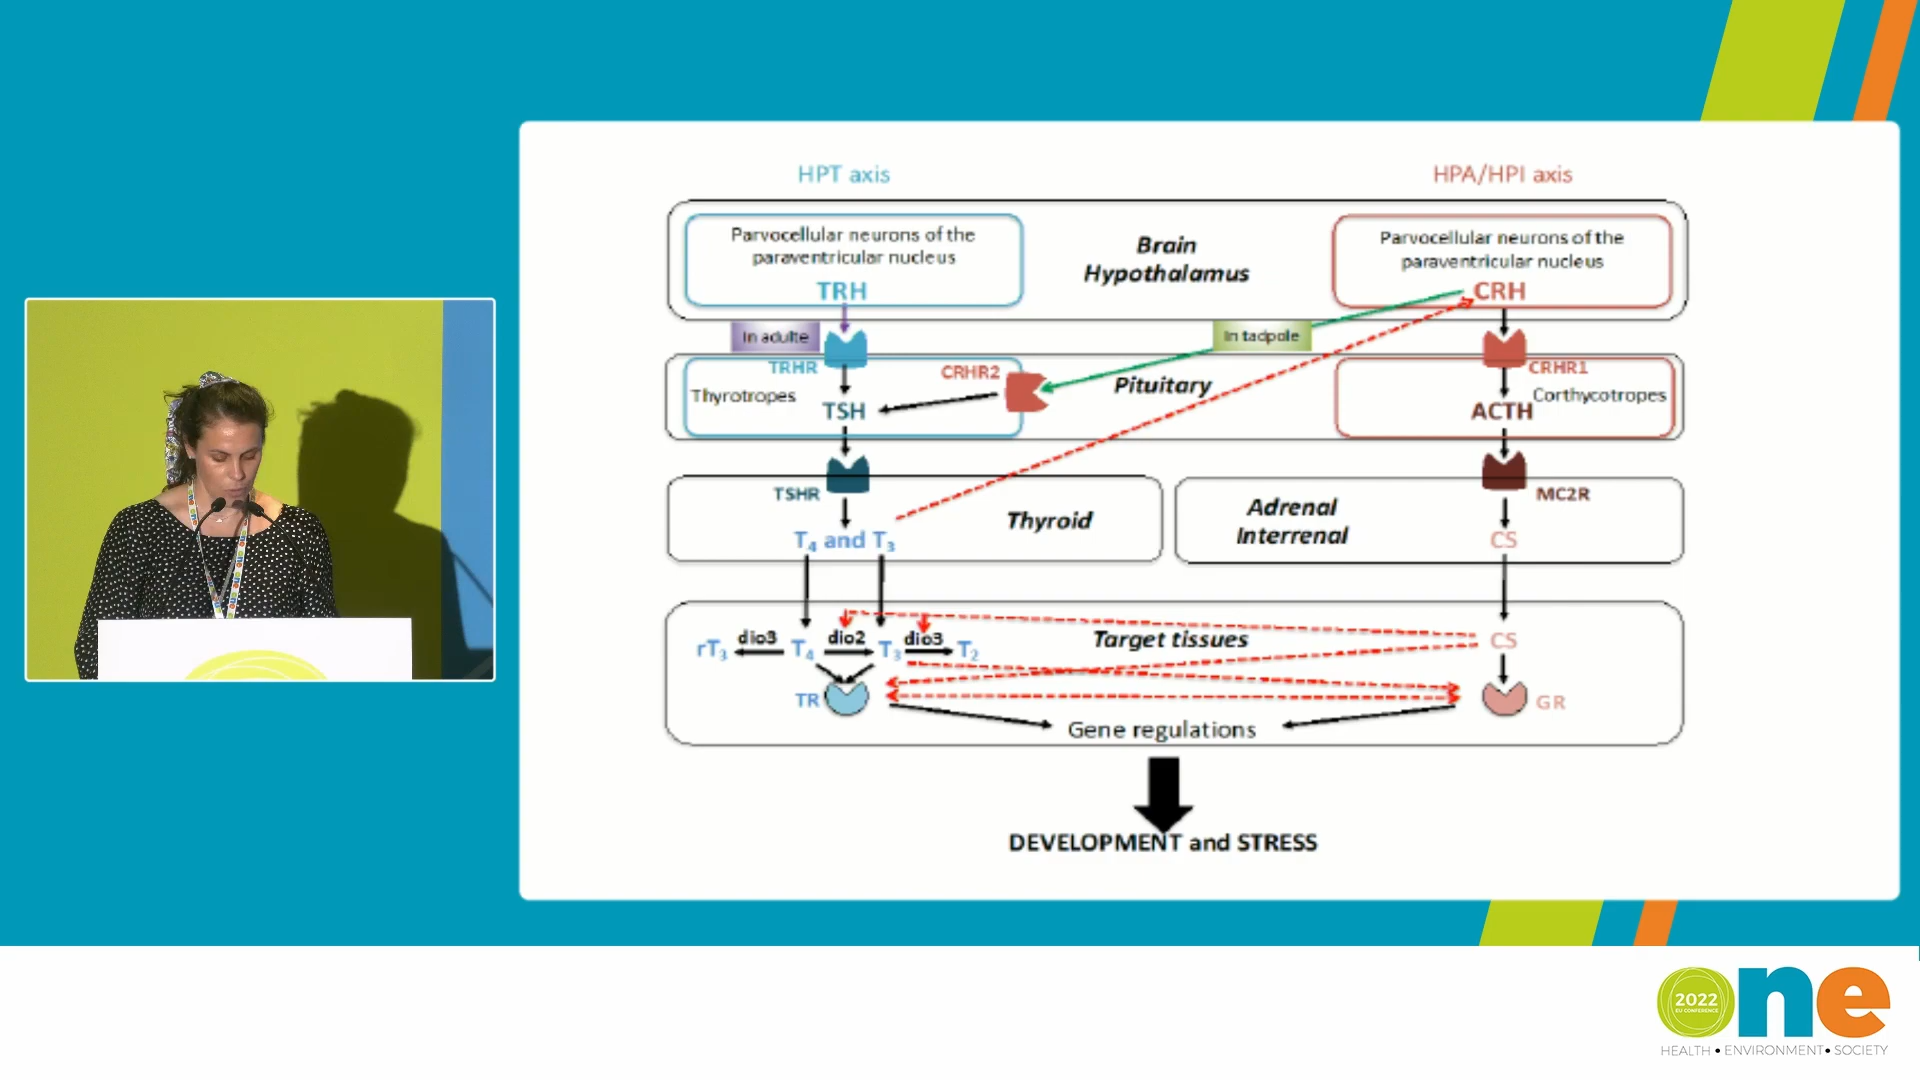 HPT axis
HPA/HPI axis
Parvocellular neurons of the
paraventricular nucleus
TRH
Brain
Hypothalamus
Parvocellular neurons of the
paraventricular nucleus
CRH
In adulte
In tadpole
TRHR
CRHR2
CRHR1
Thyrotropes
TSH
Pituitary
ACTH
Corthycotropes
TSHR
MC2R
Thyroid
Adrenal
Interrenal
T4 and T3
CS
rT3
dio3
T4
dio2
T3
dio3
T2
Target tissues
CS
TR
GR
Gene regulations
DEVELOPMENT and STRESS
2022
EU CONFERENCE
one
HEALTH • ENVIRONMENT • SOCIETY